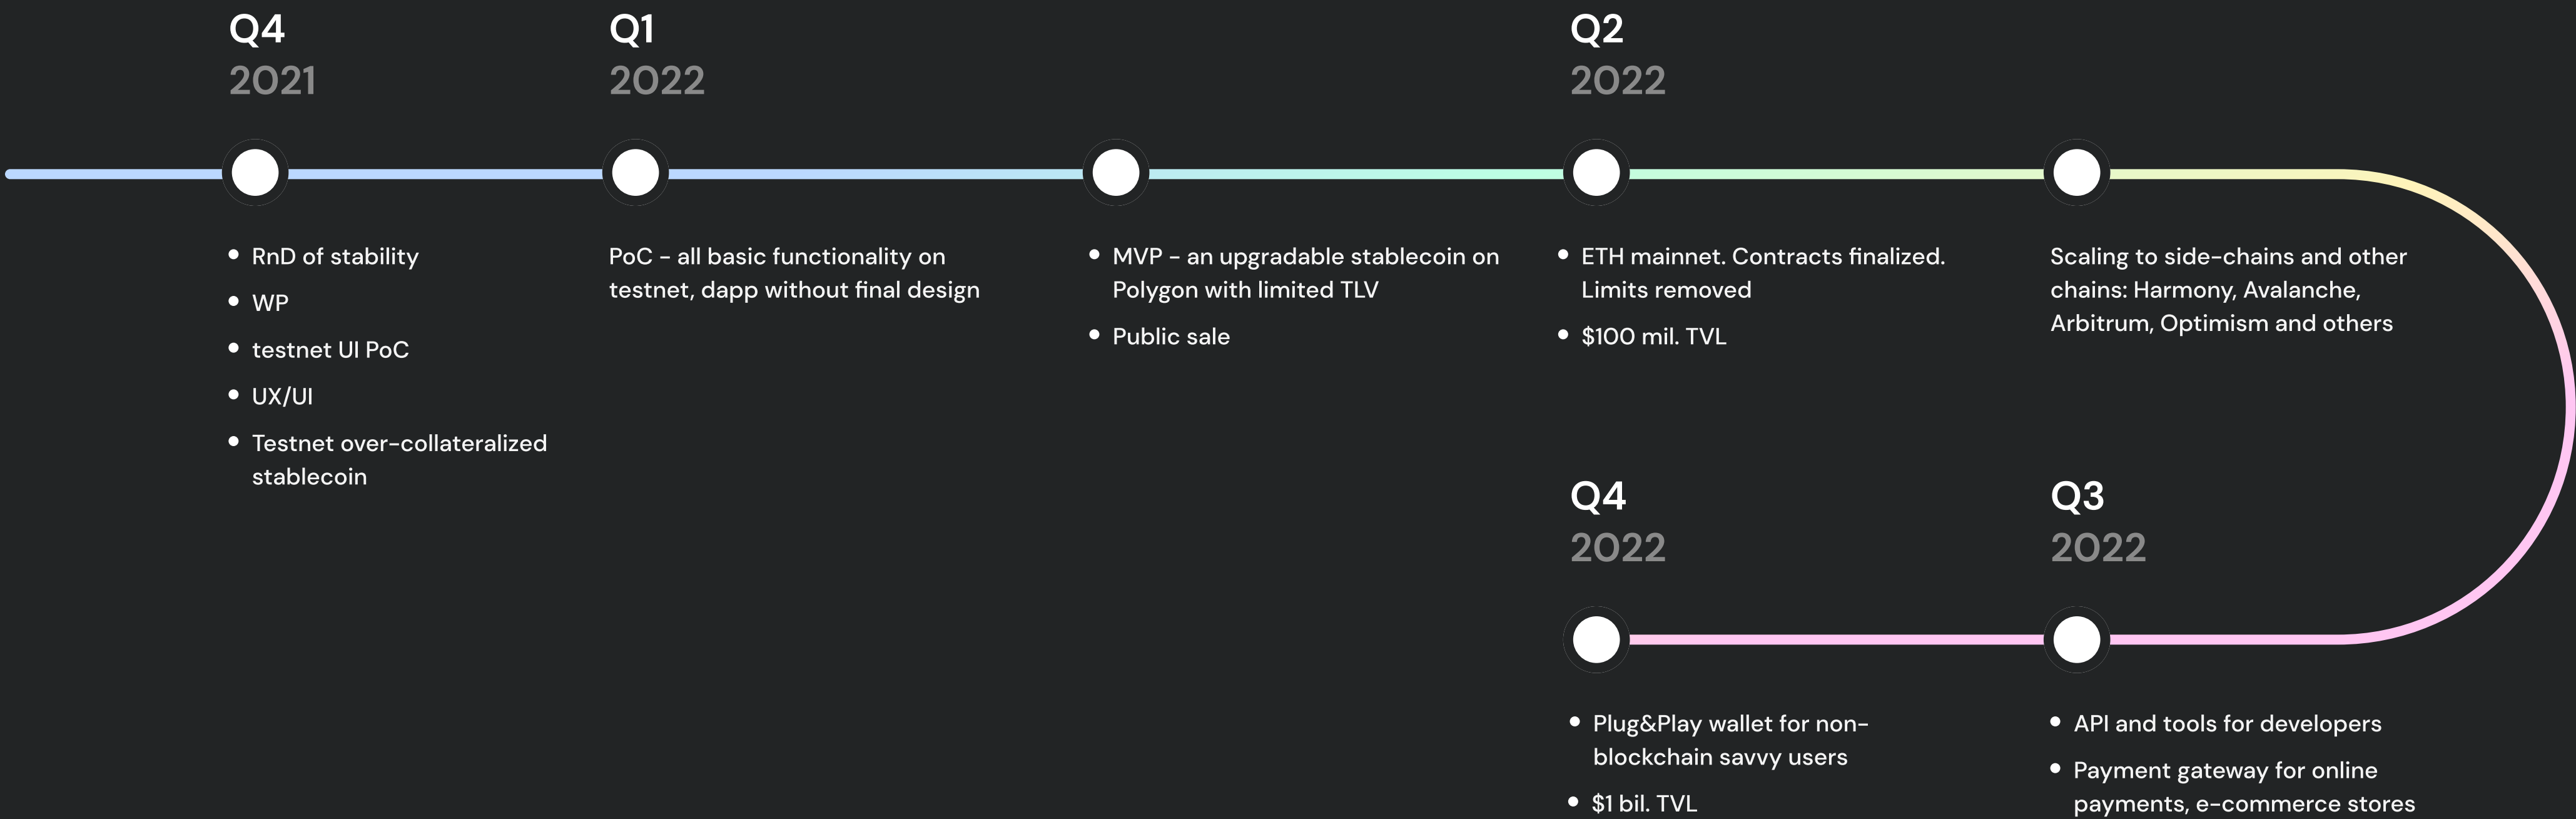 Q4
2021
Q1
2022
Q2
2022
RnD of stability
WP
testnet UI PoC
UX/UI
Testnet over-collateralized
stablecoin
PoC - all basic functionality on
testnet, dapp without final design
MVP - an upgradable stablecoin on
Polygon with limited TLV
Public sale
ETH mainnet. Contracts finalized.
Limits removed
$100 mil. TVL
Scaling to side-chains and other
chains: Harmony, Avalanche,
Arbitrum, Optimism and others
Q4
2022
Q3
2022
Plug&Play wallet for non-
blockchain savvy users
$1 bil. TVL
API and tools for developers
Payment gateway for online
payments, e-commerce stores